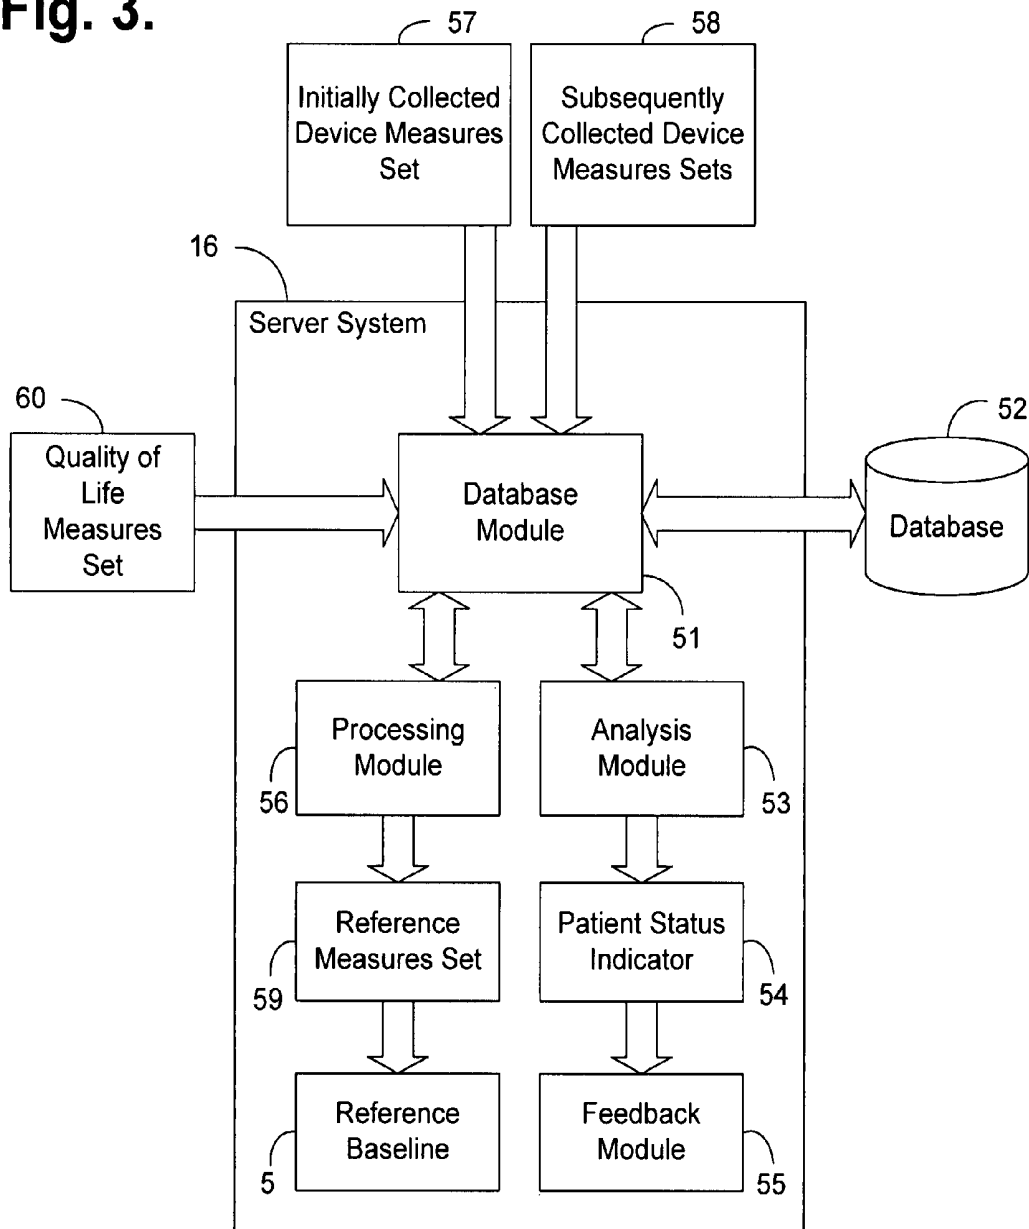 Fig. 3.
57
58
Initially Collected
Device Measures
Set
Subsequently
Collected Device
Measures Sets
16
Server System
60
Quality of
Life
Measures
Set
Database
Module
52
Database
51
Processing
Module
Analysis
Module
56
53
Reference
Measures Set
Patient Status
Indicator
59
54
Reference
Baseline
Feedback
Module
5
55